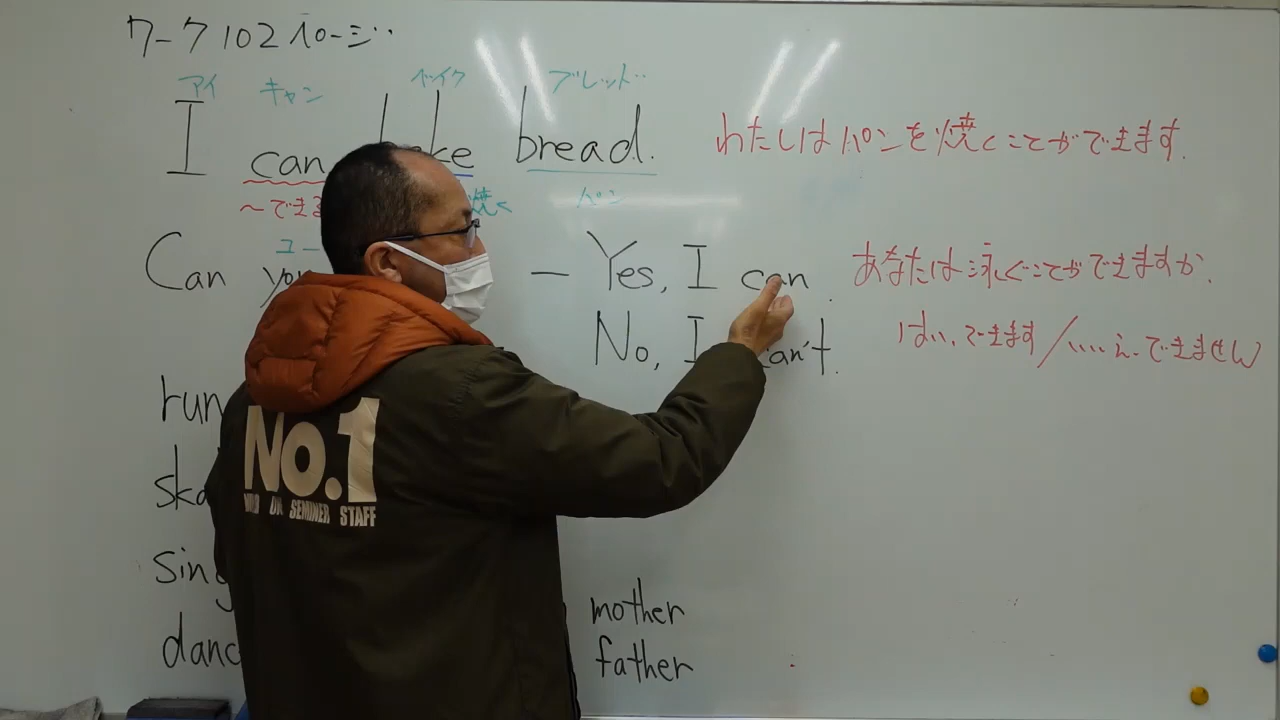 ワーク102ページ
アイ キャン ベイク ブレッド
I can bake bread. わたしはパンを焼くことができます.
〜できる 焼く パン
ユー
Can you — Yes, I can. あなたは泳ぐことができますか.
No, I can't. はい、できます/いいえ、できません
run
NO.1
SEMINER STAFF
sing
mother
danc father